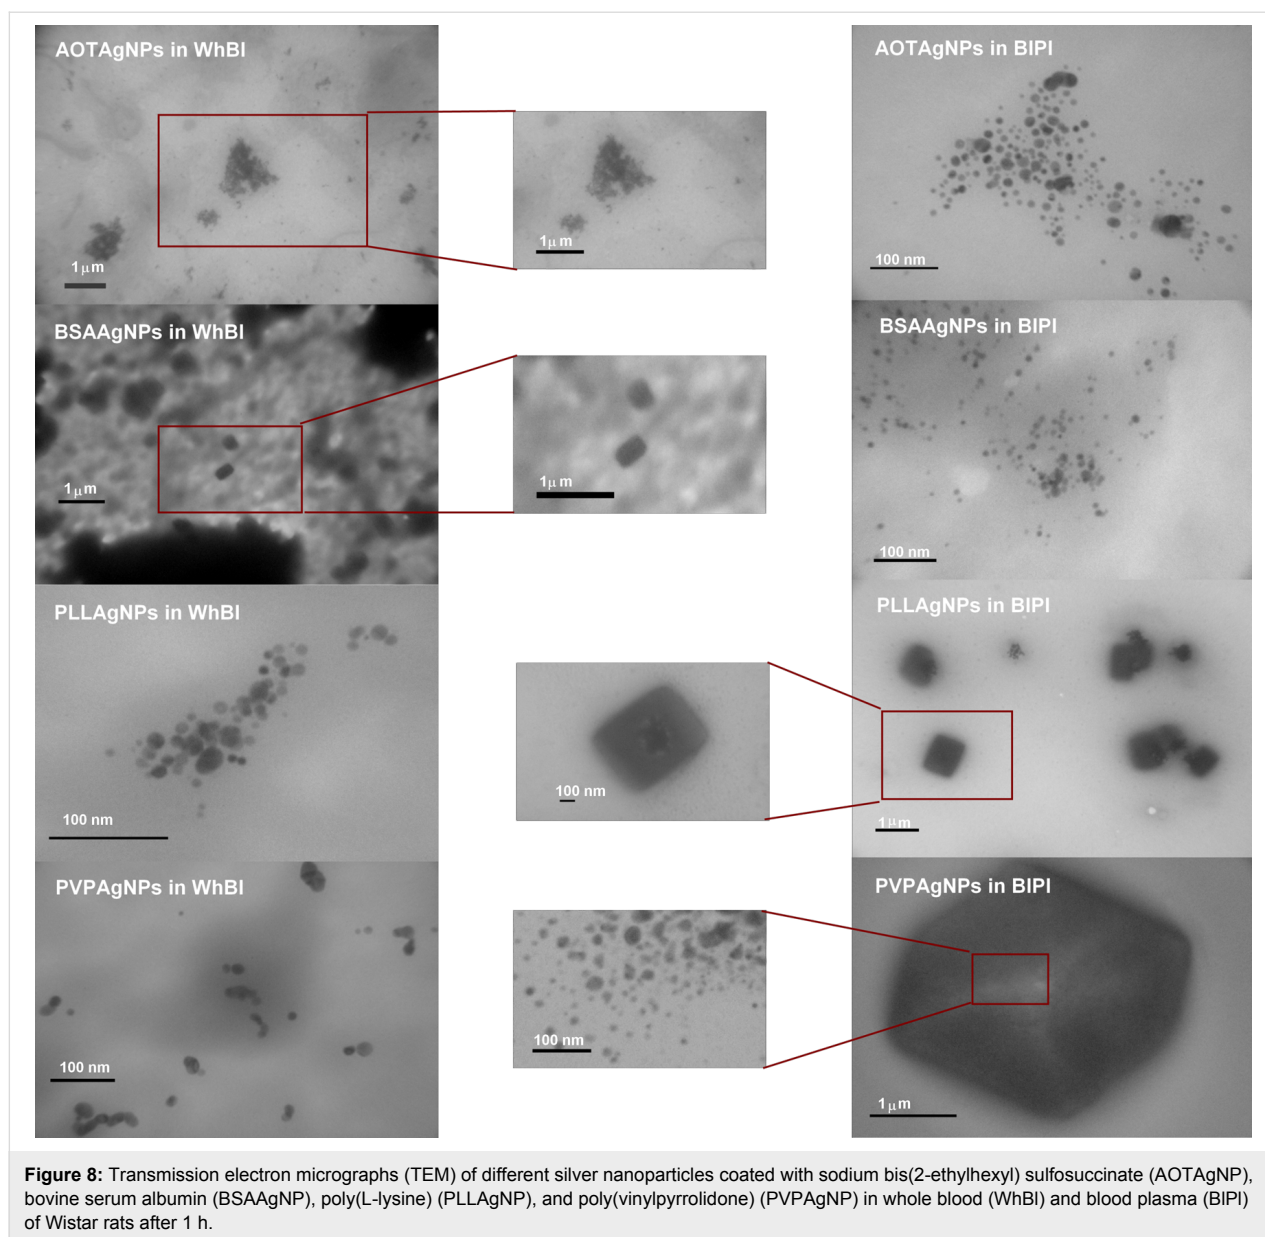 AOTAgNPs in WhBl
1 μm
1 μm
AOTAgNPs in BlPl
100 nm
BSAAgNPs in WhBl
1 μm
1 μm
BSAAgNPs in BlPl
100 nm
PLLAgNPs in WhBl
100 nm
100 nm
PLLAgNPs in BlPl
1 μm
PVPAgNPs in WhBl
100 nm
100 nm
PVPAgNPs in BlPl
1 μm
Figure 8: Transmission electron micrographs (TEM) of different silver nanoparticles coated with sodium bis(2-ethylhexyl) sulfosuccinate (AOTAgNP),
bovine serum albumin (BSAAgNP), poly(L-lysine) (PLLAgNP), and poly(vinylpyrrolidone) (PVPAgNP) in whole blood (WhBl) and blood plasma (BlPl)
of Wistar rats after 1 h.